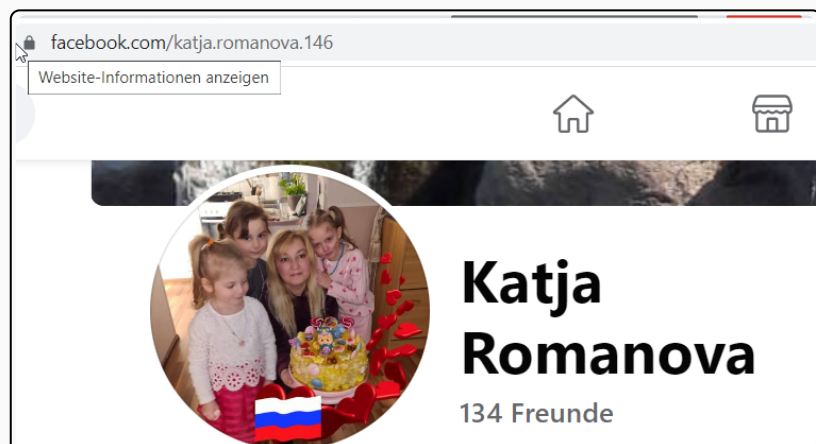 facebook.com/katja.romanova.146
Website-Informationen anzeigen
Katja
Romanova
134 Freunde